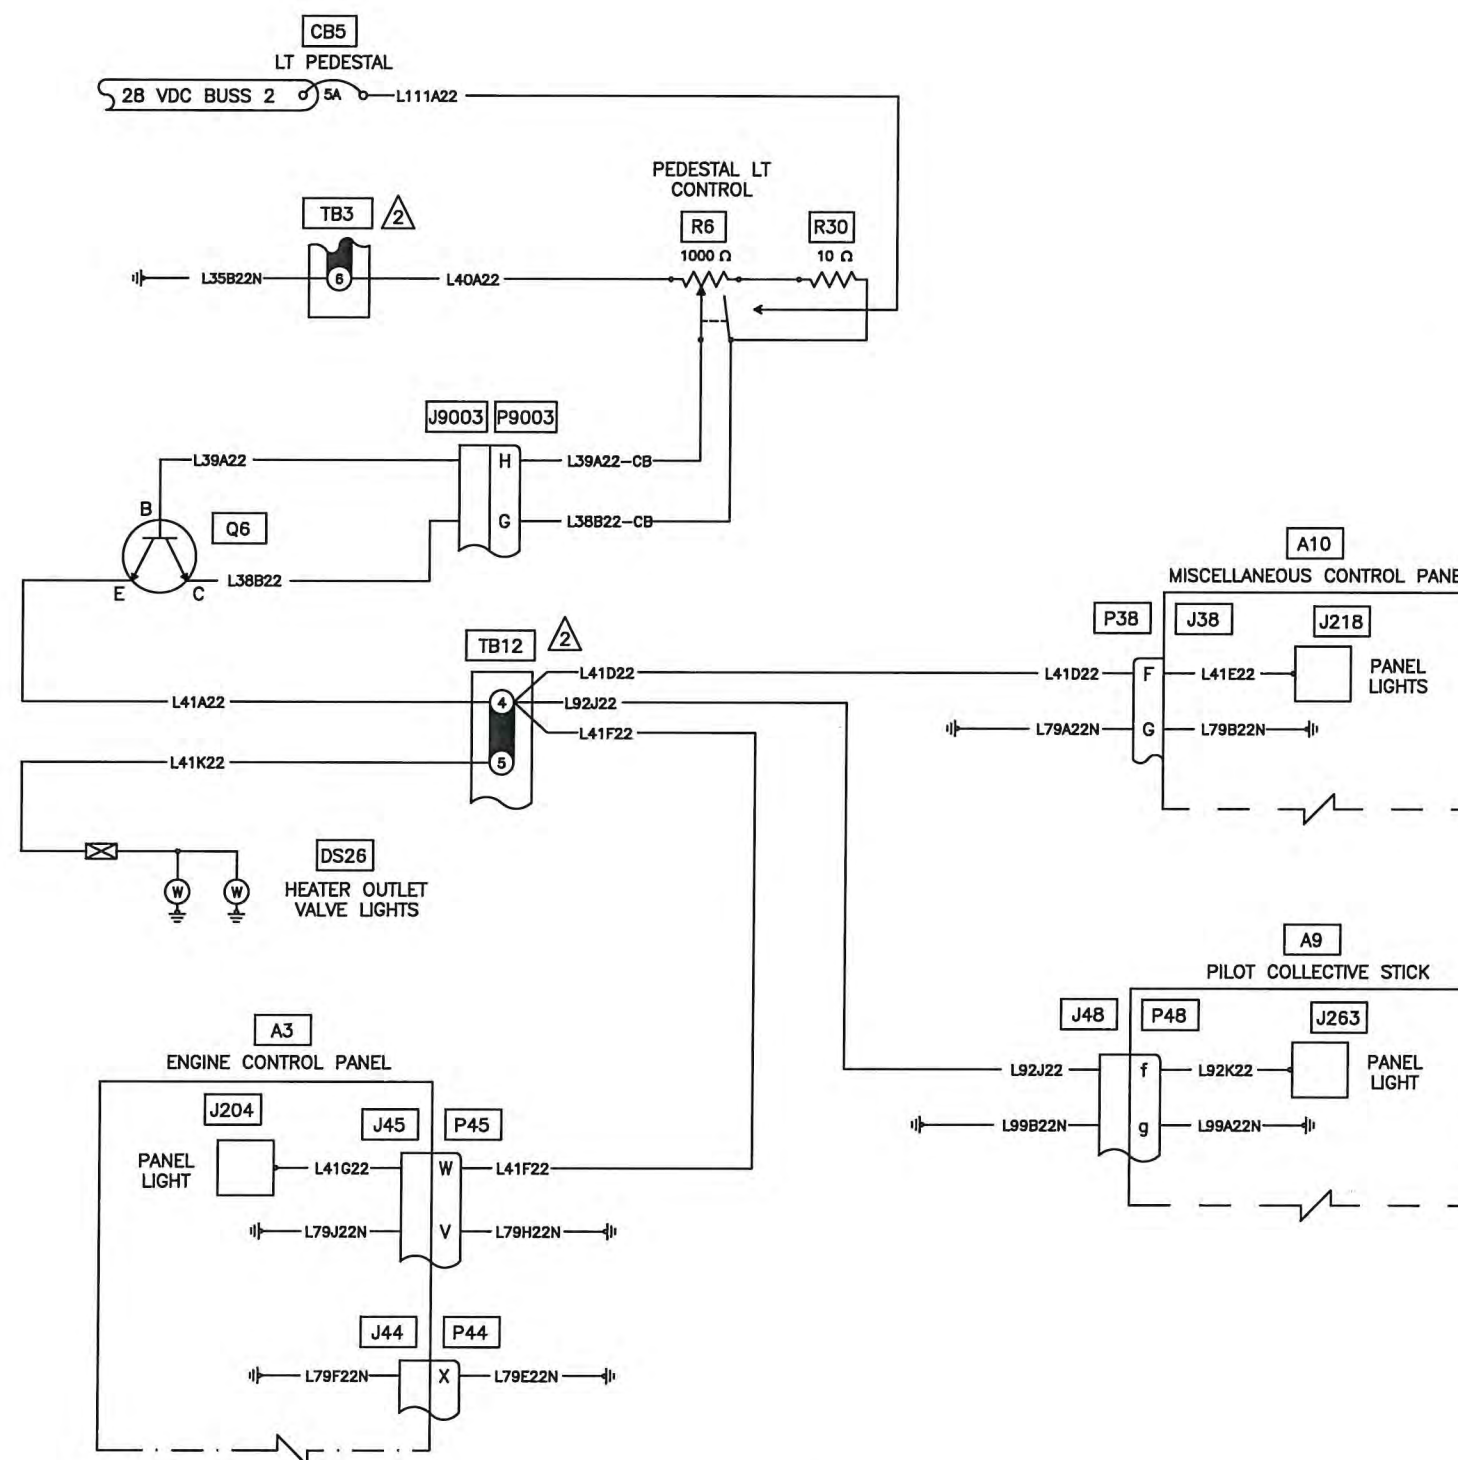 CB5
LT PEDESTAL
28 VDC BUSS 2
5A
L111A22
PEDESTAL LT
CONTROL
TB3
2
R6
R30
1000 Ω
10 Ω
L35B22N
6
L40A22
J9003
P9003
L39A22
H
L39A22-CB
B
Q6
G
L38B22-CB
E
C
L38B22
A10
MISCELLANEOUS CONTROL PANE
TB12
2
P38
J38
J218
L41D22
L41D22
F
L41E22
PANEL
LIGHTS
L41A22
4
L92J22
L41F22
L79A22N
G
L79B22N
L41K22
5
DS26
HEATER OUTLET
VALVE LIGHTS
W
W
A9
PILOT COLLECTIVE STICK
J48
P48
J263
A3
ENGINE CONTROL PANEL
L92J22
f
L92K22
PANEL
LIGHT
J204
J45
P45
L99B22N
g
L99A22N
PANEL
LIGHT
L41G22
W
L41F22
L79J22N
V
L79H22N
J44
P44
L79F22N
X
L79E22N